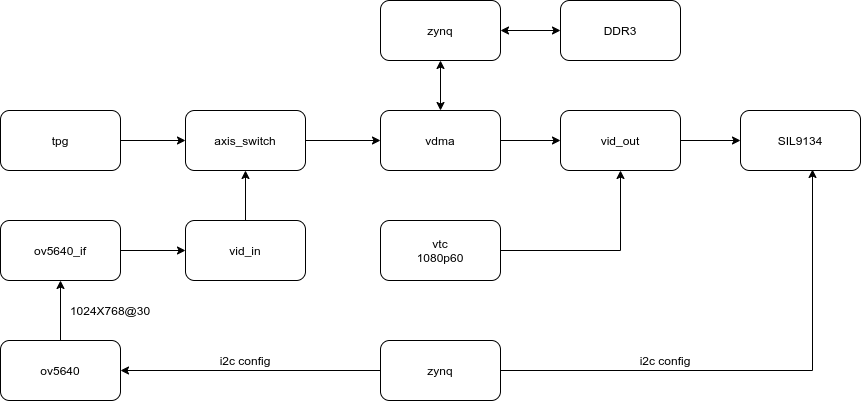 zynq
DDR3
tpg
axis_switch
vdma
vid_out
SIL9134
ov5640_if
vid_in
vtc
1080p60
1024X768@30
ov5640
i2c config
zynq
i2c config